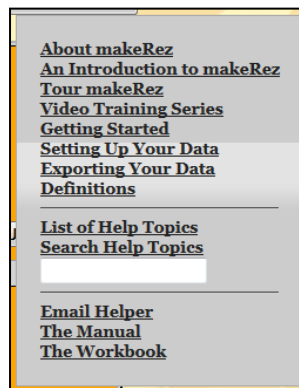 About makeRez
An Introduction to makeRez
Tour makeRez
Video Training Series
Getting Started
Setting Up Your Data
Exporting Your Data
Definitions
List of Help Topics
Search Help Topics
Email Helper
The Manual
The Workbook